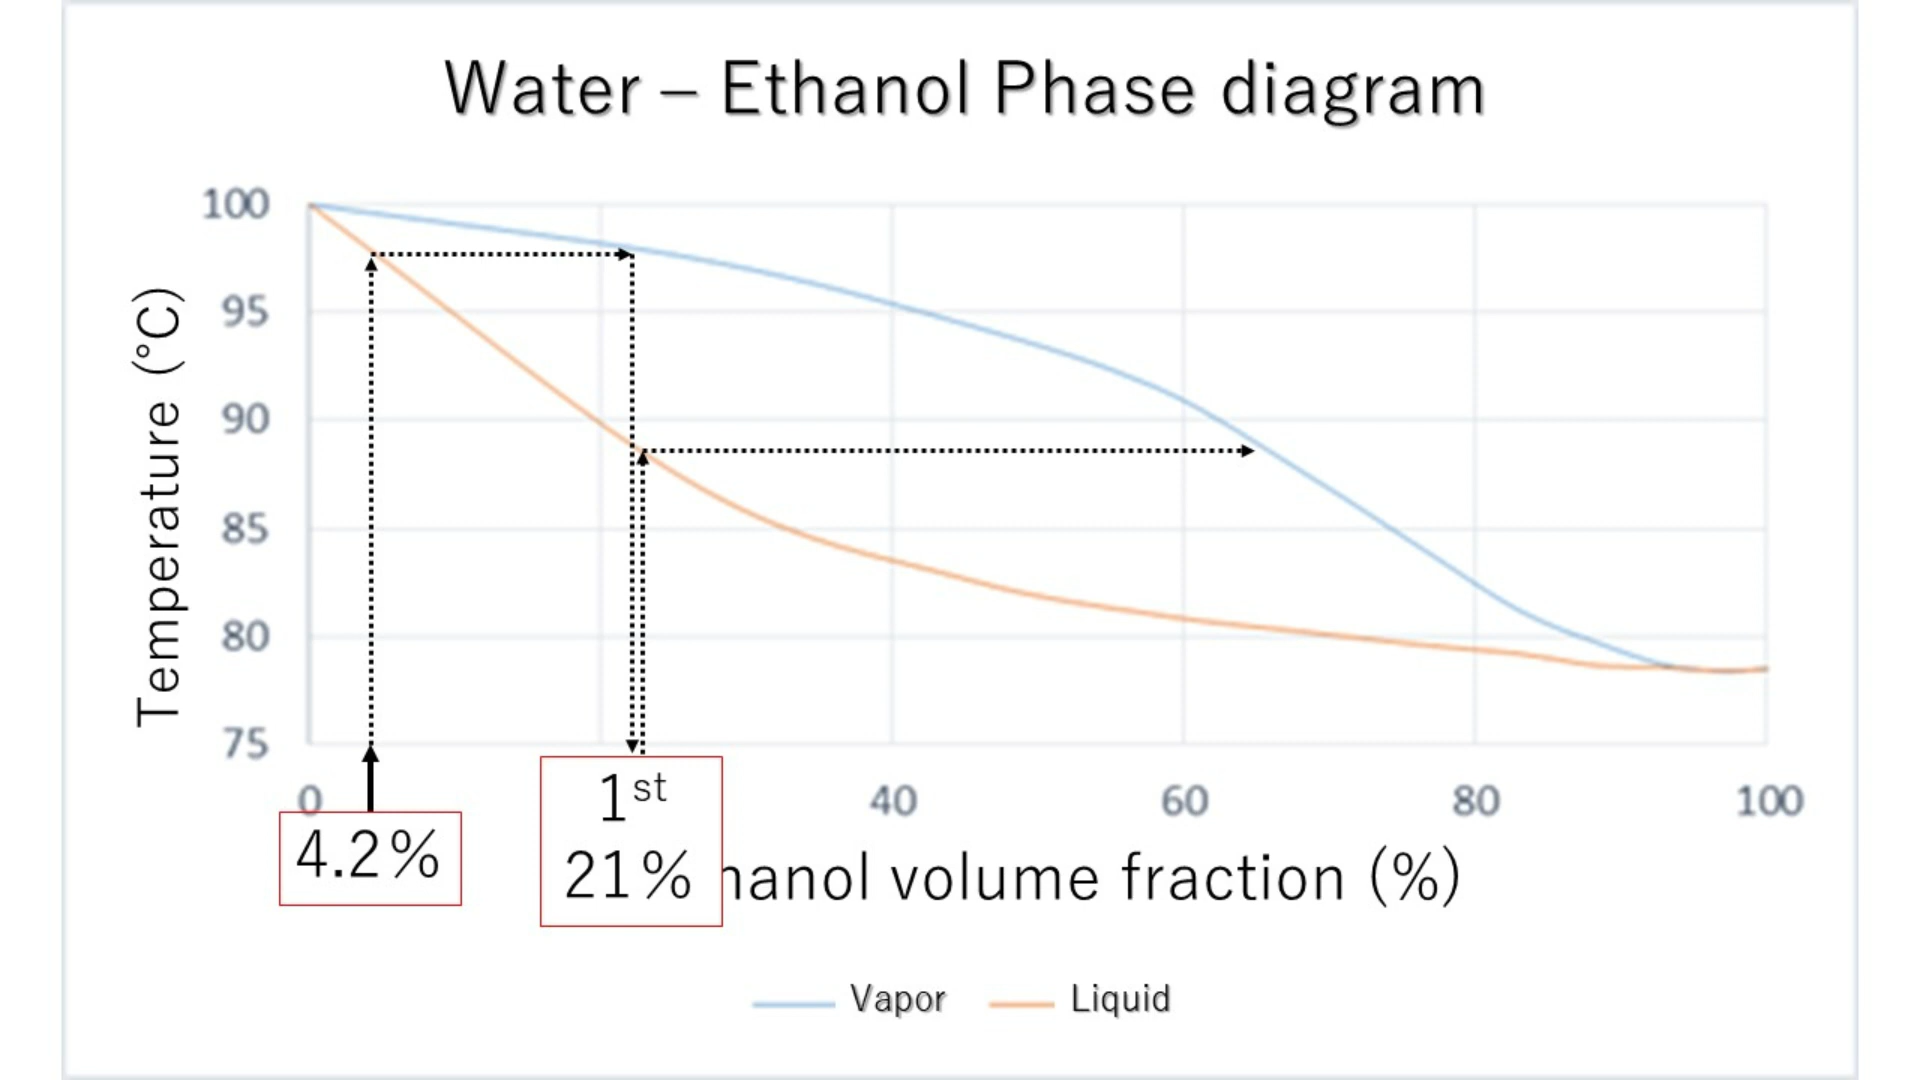 Water – Ethanol Phase diagram
100
95
90
85
80
75
Temperature (°C)
0
40
60
80
100
4.2%
1st
21%
hanol volume fraction (%)
Vapor
Liquid